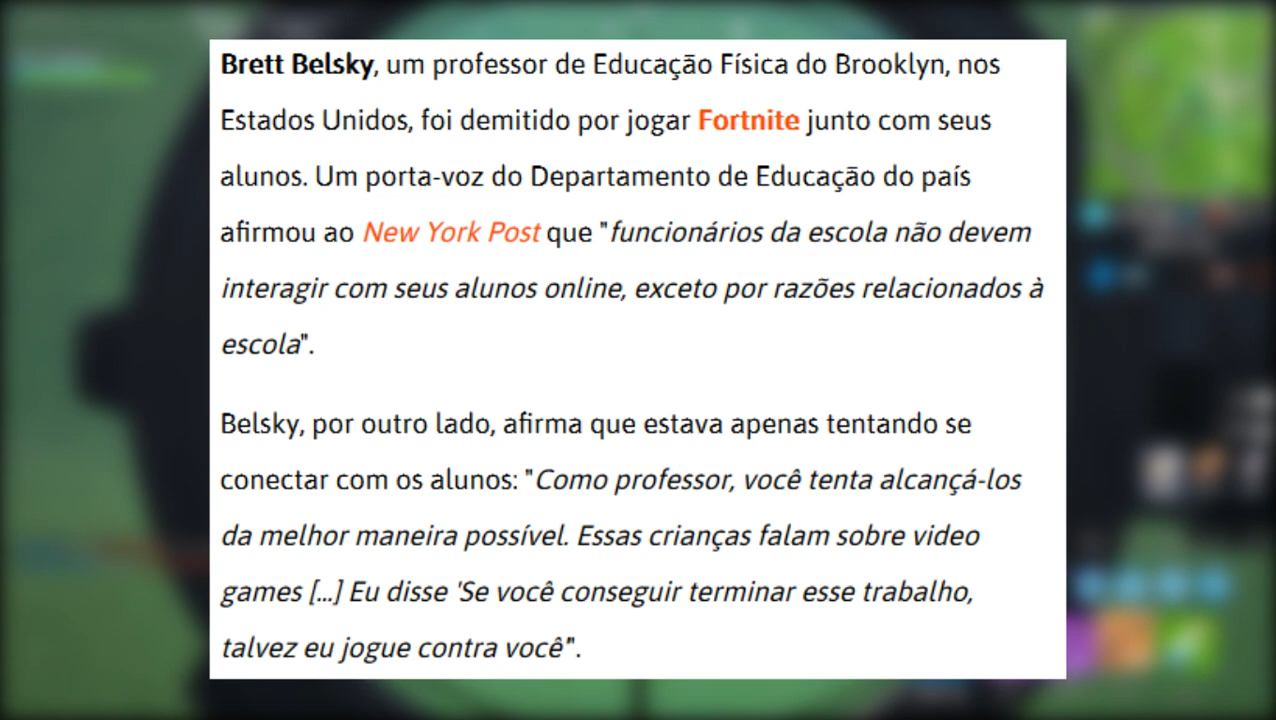 Brett Belsky, um professor de Educação Física do Brooklyn, nos
Estados Unidos, foi demitido por jogar Fortnite junto com seus
alunos. Um porta-voz do Departamento de Educação do país
afirmou ao New York Post que "funcionários da escola não devem
interagir com seus alunos online, exceto por razões relacionados à
escola".
Belsky, por outro lado, afirma que estava apenas tentando se
conectar com os alunos: "Como professor, você tenta alcançá-los
da melhor maneira possível. Essas crianças falam sobre video
games [...] Eu disse 'Se você conseguir terminar esse trabalho,
talvez eu jogue contra você'".